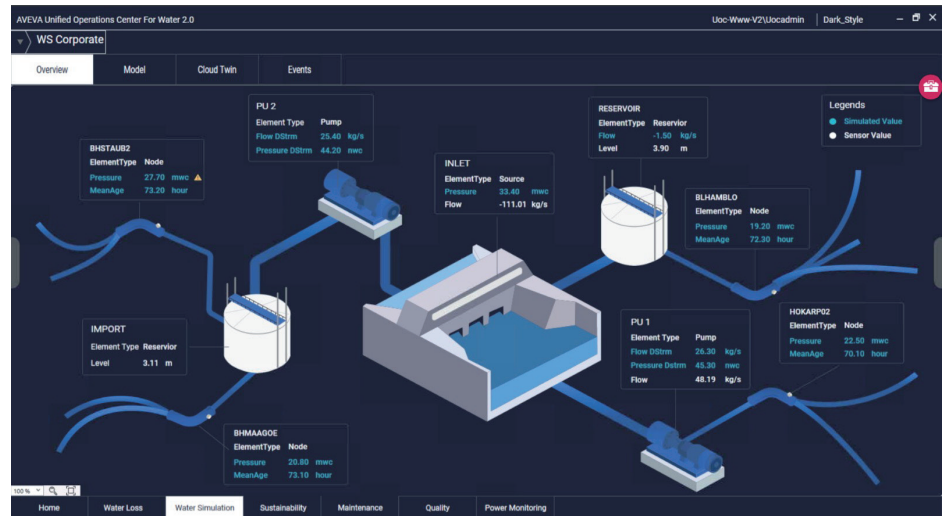 AVEVA Unified Operations Center For Water 2.0
Uoc-Www-V2\Uocadmin
Dark_Style
WS Corporate
Overview
Model
Cloud Twin
Events
PU 2
Element Type Pump
Flow DStrm 25.40 kg/s
Pressure DStrm 44.20 nwc
RESERVOIR
ElementType Reservior
Flow -1.50 kg/s
Level 3.90 m
Legends
Simulated Value
Sensor Value
BHSTAUB2
ElementType Node
Pressure 27.70 mwc
MeanAge 73.20 hour
INLET
ElementType Source
Pressure 33.40 mwc
Flow -111.01 kg/s
BLHAMBLO
ElementType Node
Pressure 19.20 mwc
MeanAge 72.30 hour
IMPORT
Element Type Reservior
Level 3.11 m
PU 1
Element Type Pump
Flow DStrm 26.30 kg/s
Pressure Dstrm 45.30 nwc
Flow 48.19 kg/s
HOKARP02
ElementType Node
Pressure 22.50 mwc
MeanAge 70.10 hour
BHMAAGOE
ElementType Node
Pressure 20.80 mwc
MeanAge 73.10 hour
100 %
Home
Water Loss
Water Simulation
Sustainability
Maintenance
Quality
Power Monitoring